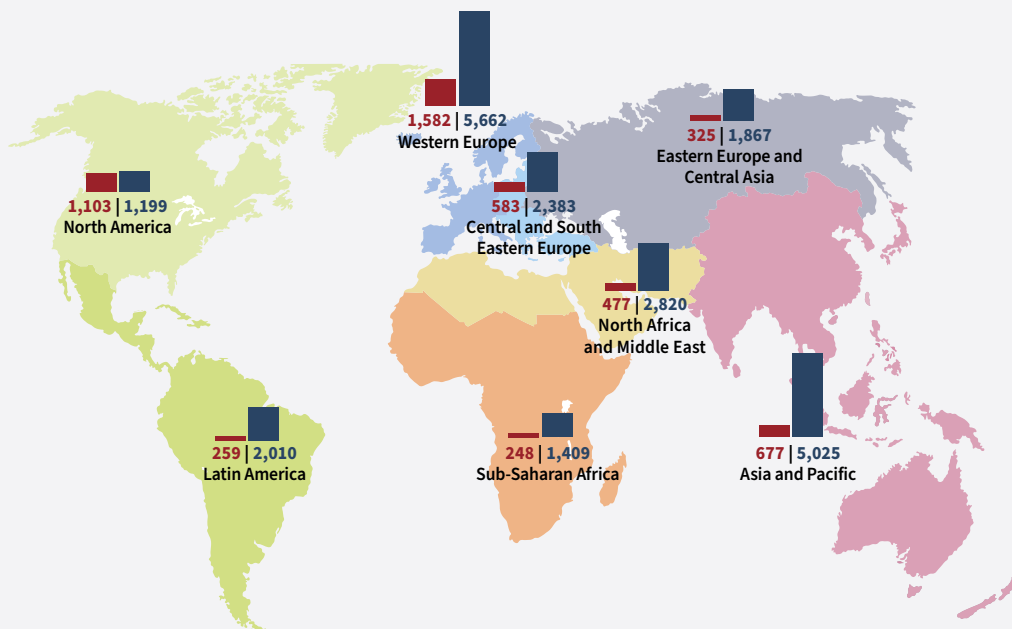 1,582 | 5,662
Western Europe
325 | 1,867
Eastern Europe and
Central Asia
1,103 | 1,199
North America
583 | 2,383
Central and South
Eastern Europe
477 | 2,820
North Africa
and Middle East
259 | 2,010
Latin America
248 | 1,409
Sub-Saharan Africa
677 | 5,025
Asia and Pacific